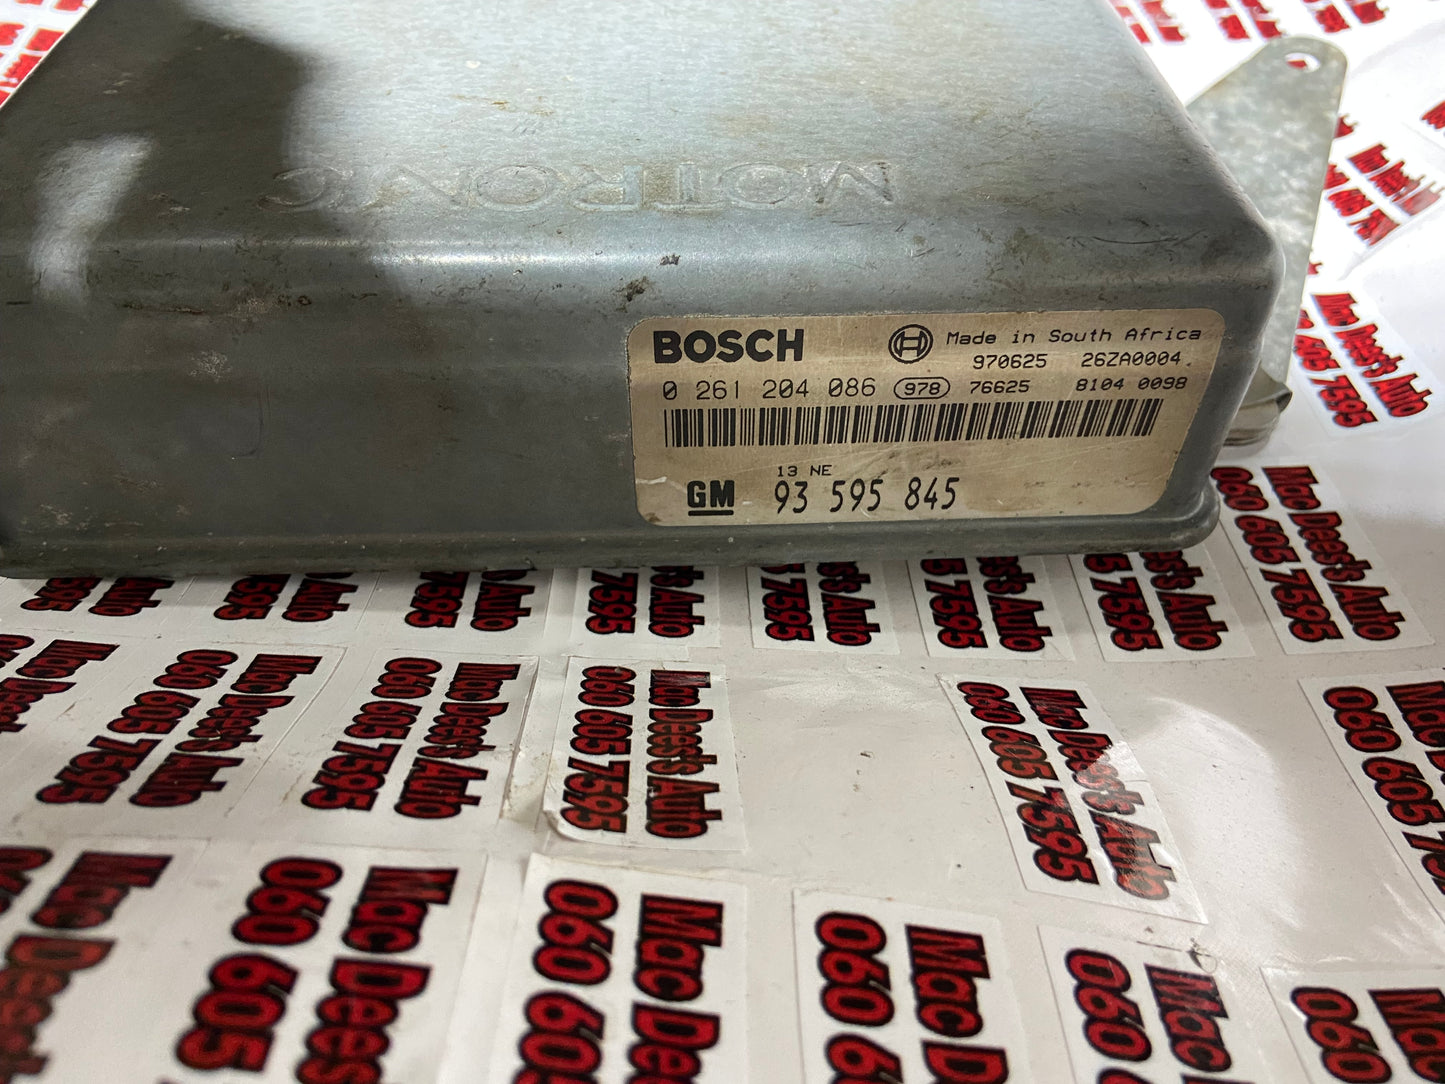 MOTRONIC
BOSCH
Made in South Africa
970625 26ZA0004
0 261 204 086 978 76625 8104 0098
13 NE
GM 93 595 845
Mac Dees's Auto
060 605 7595